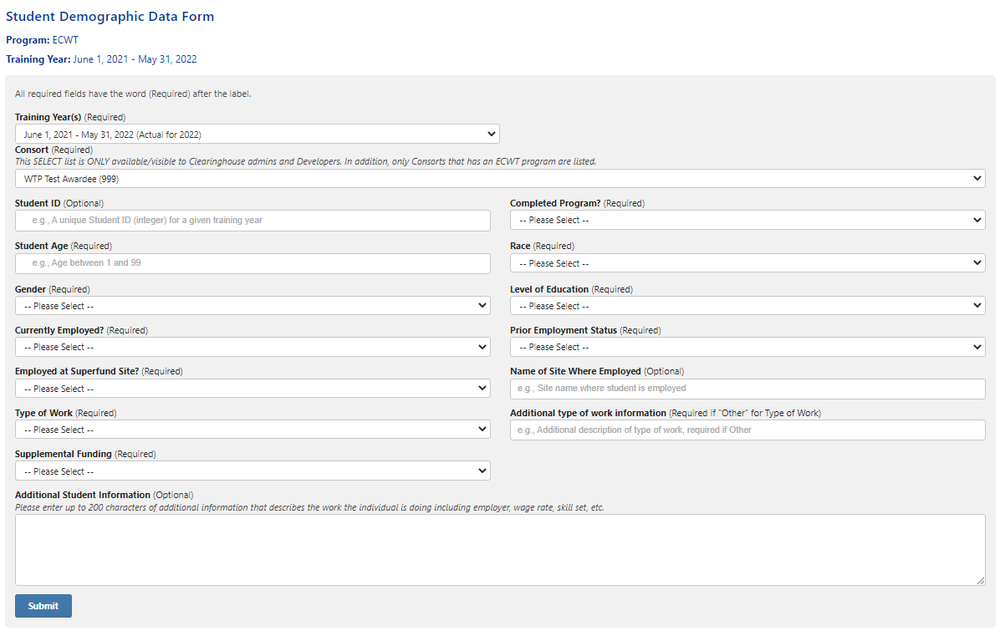 Student Demographic Data Form
Program: ECWT
Training Year: June 1, 2021 - May 31, 2022
All required fields have the word (Required) after the label.
Training Year(s) (Required)
June 1, 2021 - May 31, 2022 (Actual for 2022)
Consort (Required)
This SELECT list is ONLY available/visible to Clearinghouse admins and Developers. In addition, only Consorts that has an ECWT program are listed.
WTP Test Awardee (999)
Student ID (Optional)
e.g., A unique Student ID (integer) for a given training year
Completed Program? (Required)
-- Please Select --
Student Age (Required)
e.g., Age between 1 and 99
Race (Required)
-- Please Select --
Gender (Required)
-- Please Select --
Level of Education (Required)
-- Please Select --
Currently Employed? (Required)
-- Please Select --
Prior Employment Status (Required)
-- Please Select --
Employed at Superfund Site? (Required)
-- Please Select --
Name of Site Where Employed (Optional)
e.g., Site name where student is employed
Type of Work (Required)
-- Please Select --
Additional type of work information (Required if "Other" for Type of Work)
e.g., Additional description of type of work, required if Other
Supplemental Funding (Required)
-- Please Select --
Additional Student Information (Optional)
Please enter up to 200 characters of additional information that describes the work the individual is doing including employer, wage rate, skill set, etc.
Submit